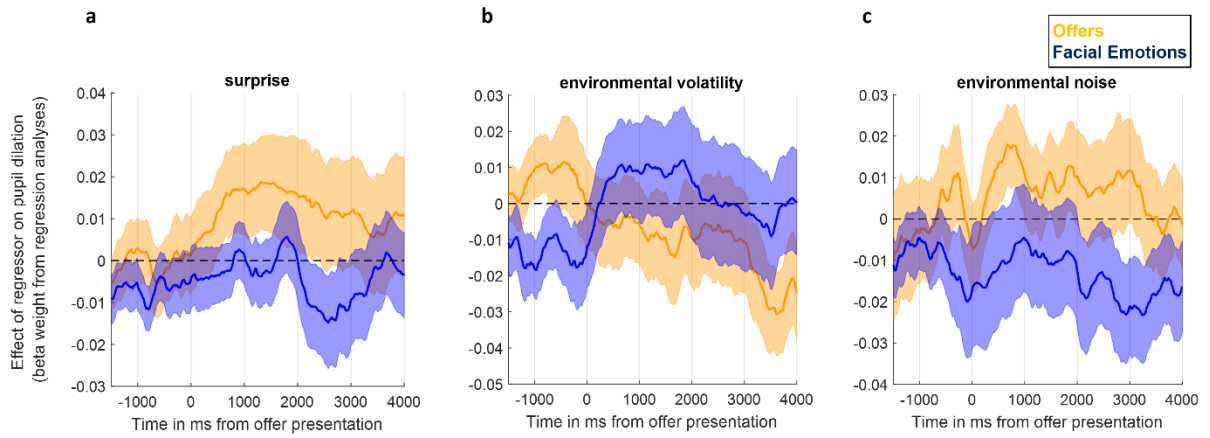 a
b
c
Offers
Facial Emotions
surprise
environmental volatility
environmental noise
Effect of regressor on pupil dilation
(beta weight from regression analyses)
0.04
0.03
0.02
0.01
0
-0.01
-0.02
-0.03
-1000 0 1000 2000 3000 4000
Time in ms from offer presentation
0.03
0.02
0.01
0
-0.01
-0.02
-0.03
-0.04
-0.05
-1000 0 1000 2000 3000 4000
Time in ms from offer presentation
0.03
0.02
0.01
0
-0.01
-0.02
-0.03
-0.04
-1000 0 1000 2000 3000 4000
Time in ms from offer presentation